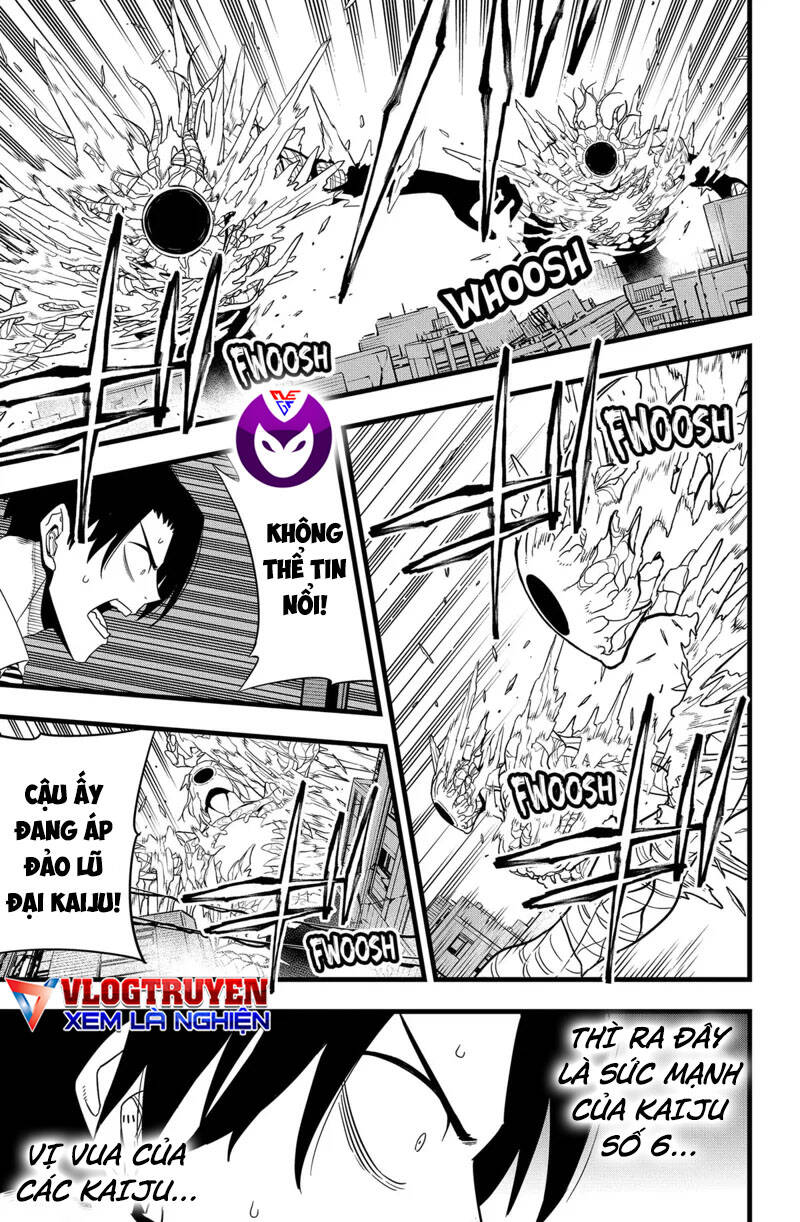 WHOOSH
FWOOSH
FWOOSH
KHÔNG
THỂ TIN
NỔI!
FWOOSH
CẬU ẤY
ĐANG ÁP
ĐẢO LŨ
ĐẠI KAIJU!
FWOOSH
VLOGTRUYEN
XEM LÀ NGHIỆN
THÌ RA ĐÂY
LÀ SỨC MẠNH
CỦA KAIJU
SỐ 6...
VỊ VUA CỦA
CÁC KAIJU...